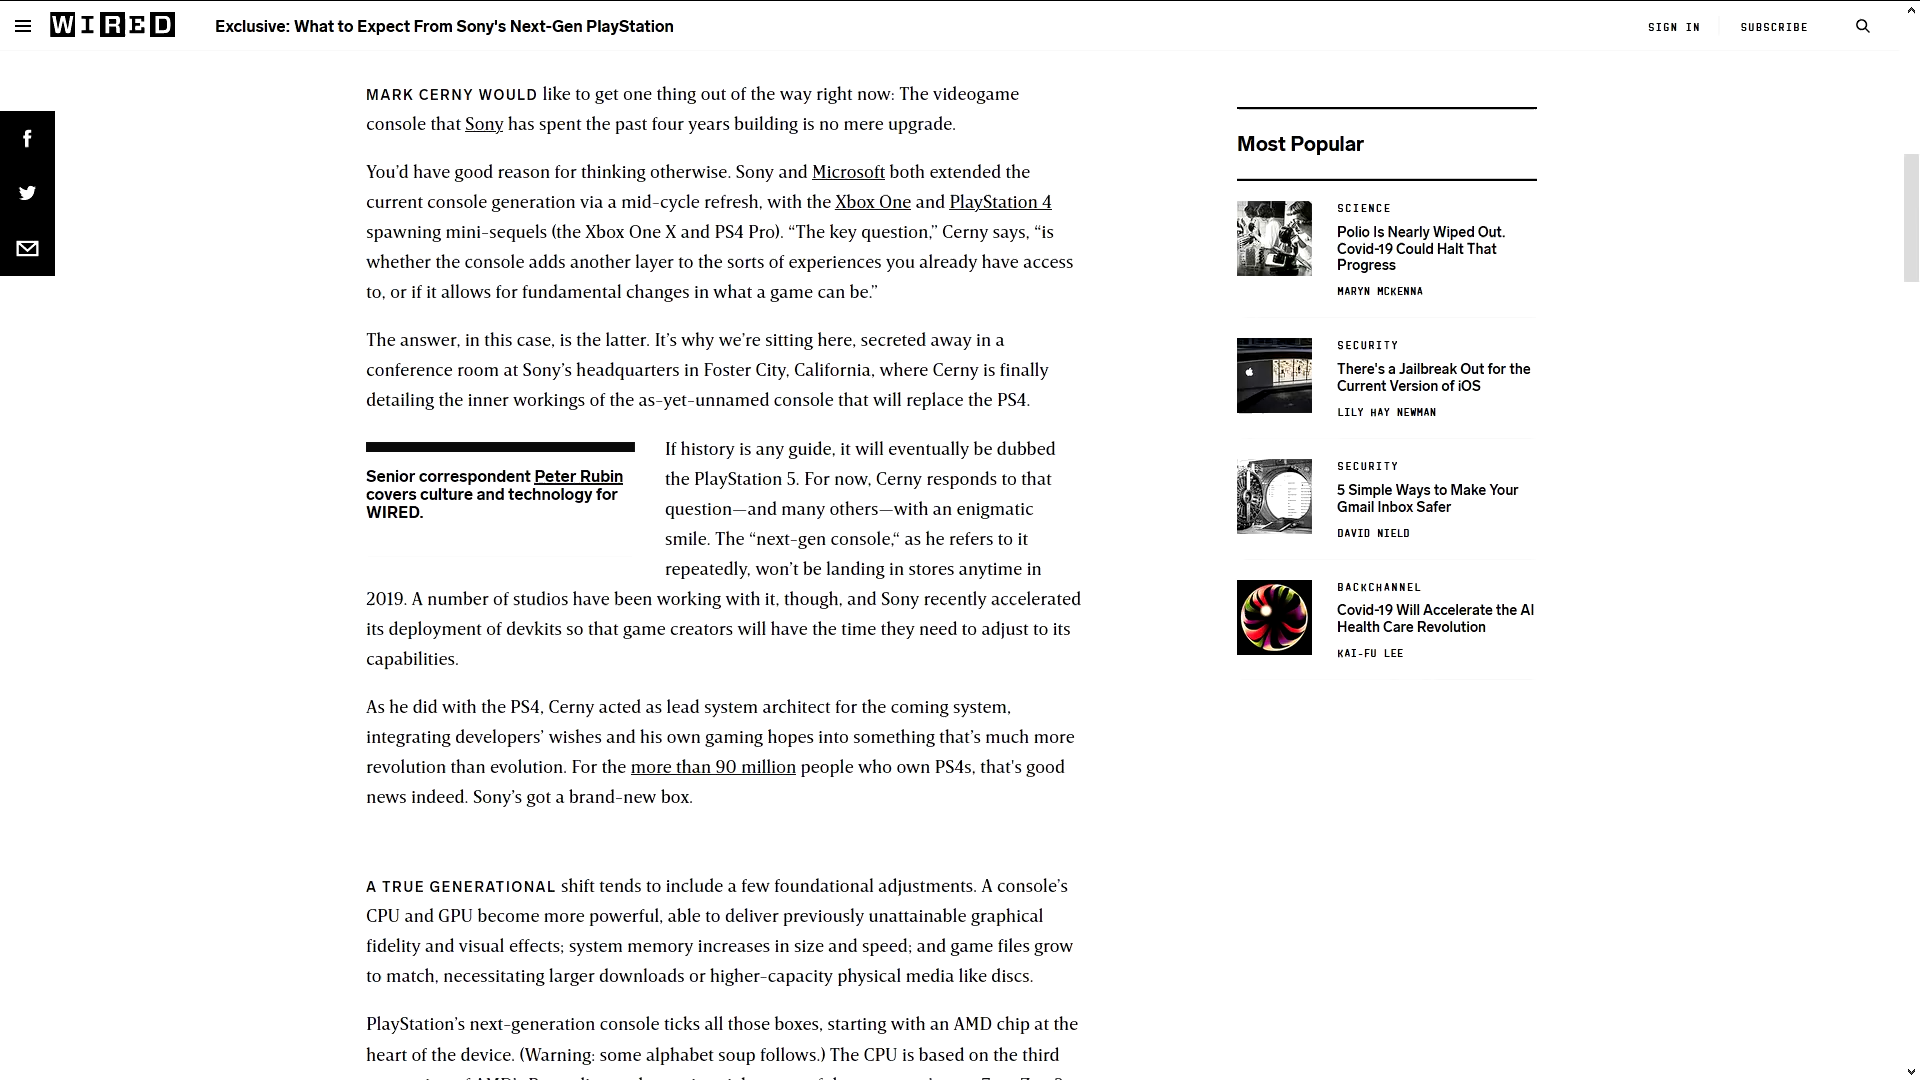 WIRED
Exclusive: What to Expect From Sony's Next-Gen PlayStation
SIGN IN
SUBSCRIBE
MARK CERNY WOULD like to get one thing out of the way right now: The videogame
console that Sony has spent the past four years building is no mere upgrade.
You’d have good reason for thinking otherwise. Sony and Microsoft both extended the
current console generation via a mid-cycle refresh, with the Xbox One and PlayStation 4
spawning mini-sequels (the Xbox One X and PS4 Pro). “The key question,” Cerny says, “is
whether the console adds another layer to the sorts of experiences you already have access
to, or if it allows for fundamental changes in what a game can be.”
The answer, in this case, is the latter. It’s why we’re sitting here, secreted away in a
conference room at Sony’s headquarters in Foster City, California, where Cerny is finally
detailing the inner workings of the as-yet-unnamed console that will replace the PS4.
Senior correspondent Peter Rubin
covers culture and technology for
WIRED.
If history is any guide, it will eventually be dubbed
the PlayStation 5. For now, Cerny responds to that
question—and many others—with an enigmatic
smile. The “next-gen console,“ as he refers to it
repeatedly, won’t be landing in stores anytime in
2019. A number of studios have been working with it, though, and Sony recently accelerated
its deployment of devkits so that game creators will have the time they need to adjust to its
capabilities.
As he did with the PS4, Cerny acted as lead system architect for the coming system,
integrating developers’ wishes and his own gaming hopes into something that’s much more
revolution than evolution. For the more than 90 million people who own PS4s, that's good
news indeed. Sony’s got a brand-new box.
A TRUE GENERATIONAL shift tends to include a few foundational adjustments. A console’s
CPU and GPU become more powerful, able to deliver previously unattainable graphical
fidelity and visual effects; system memory increases in size and speed; and game files grow
to match, necessitating larger downloads or higher-capacity physical media like discs.
PlayStation’s next-generation console ticks all those boxes, starting with an AMD chip at the
heart of the device. (Warning: some alphabet soup follows.) The CPU is based on the third
Most Popular
SCIENCE
Polio Is Nearly Wiped Out.
Covid-19 Could Halt That
Progress
MARYN MCKENNA
SECURITY
There's a Jailbreak Out for the
Current Version of iOS
LILY HAY NEWMAN
SECURITY
5 Simple Ways to Make Your
Gmail Inbox Safer
DAVID NIELD
BACKCHANNEL
Covid-19 Will Accelerate the AI
Health Care Revolution
KAI-FU LEE